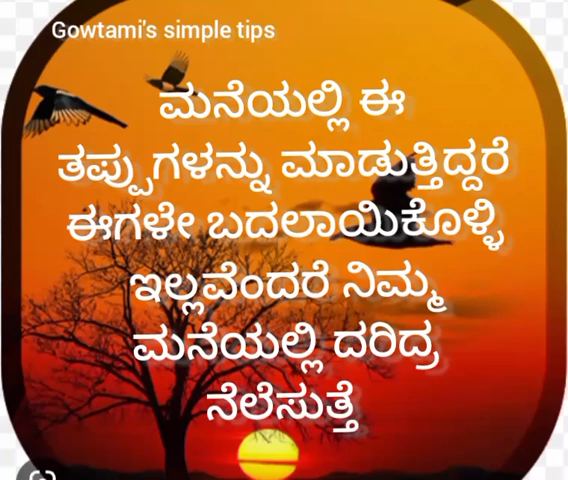 Gowtami's simple tips
ಮನೆಯಲ್ಲಿ ಈ
ತಪ್ಪುಗಳನ್ನು ಮಾಡುತ್ತಿದ್ದರೆ
ಈಗಳೇ ಬದಲಾಯಿಕೊಳ್ಳಿ
ಇಲ್ಲವೆಂದರೆ ನಿಮ್ಮ
ಮನೆಯಲ್ಲಿ ದರಿದ್ರ
ನೆಲೆಸುತ್ತೆ